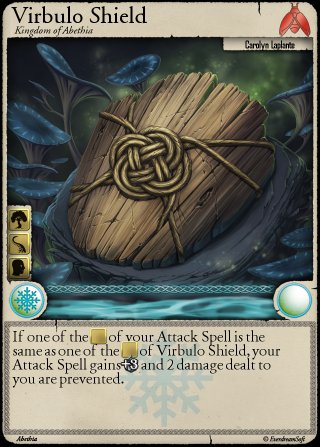 Virbulo Shield
Kingdom of Abethia
Carolyn Laplante
If one of the of your Attack Spell is the
same as one of the of Virbulo Shield, your
Attack Spell gains +3 and 2 damage dealt to
you are prevented.
Abethia
© EverdreamSoft